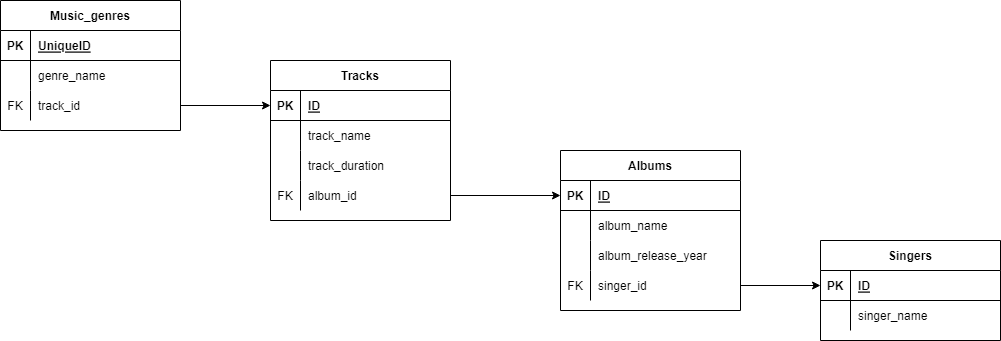 Music_genres
PK UniqueID
genre_name
FK track_id
Tracks
PK ID
track_name
track_duration
FK album_id
Albums
PK ID
album_name
album_release_year
FK singer_id
Singers
PK ID
singer_name